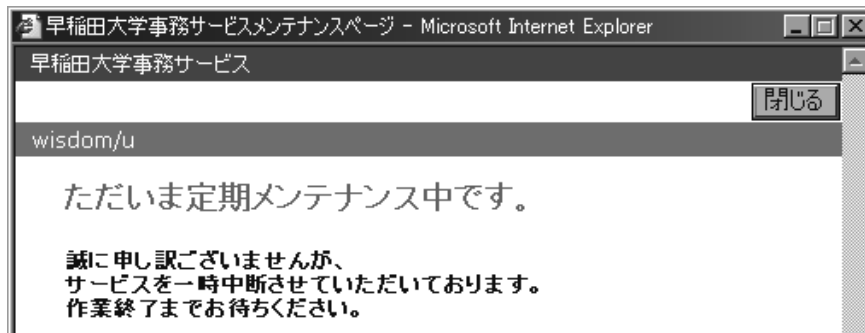 早稲田大学事務サービスメンテナンスページ - Microsoft Internet Explorer
早稲田大学事務サービス
閉じる
wisdom/u
ただいま定期メンテナンス中です。
誠に申し訳ございませんが、
サービスを一時中断させていただいております。
作業終了までお待ちください。